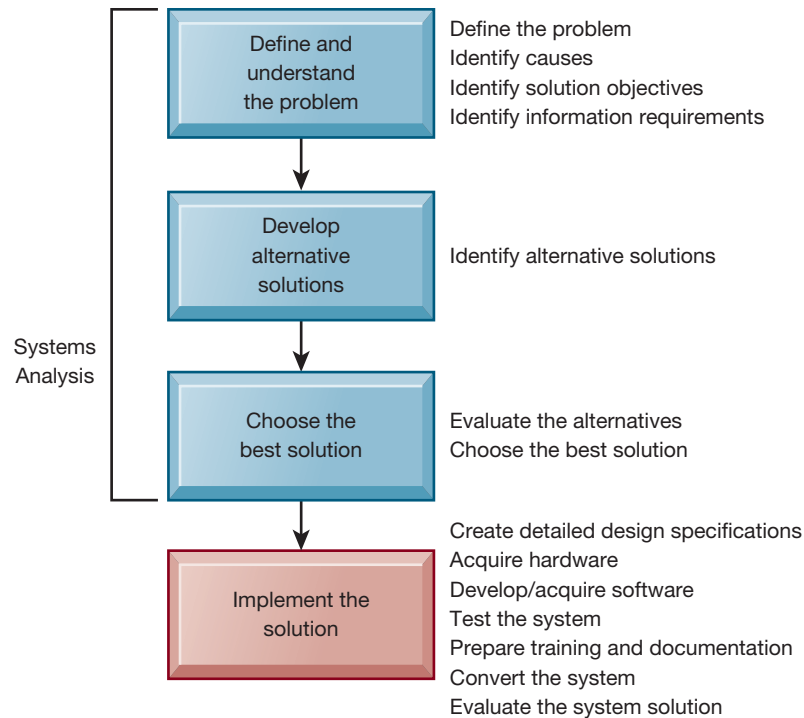 Define and
understand
the problem
Define the problem
Identify causes
Identify solution objectives
Identify information requirements
Develop
alternative
solutions
Identify alternative solutions
Systems
Analysis
Choose the
best solution
Evaluate the alternatives
Choose the best solution
Implement the
solution
Create detailed design specifications
Acquire hardware
Develop/acquire software
Test the system
Prepare training and documentation
Convert the system
Evaluate the system solution